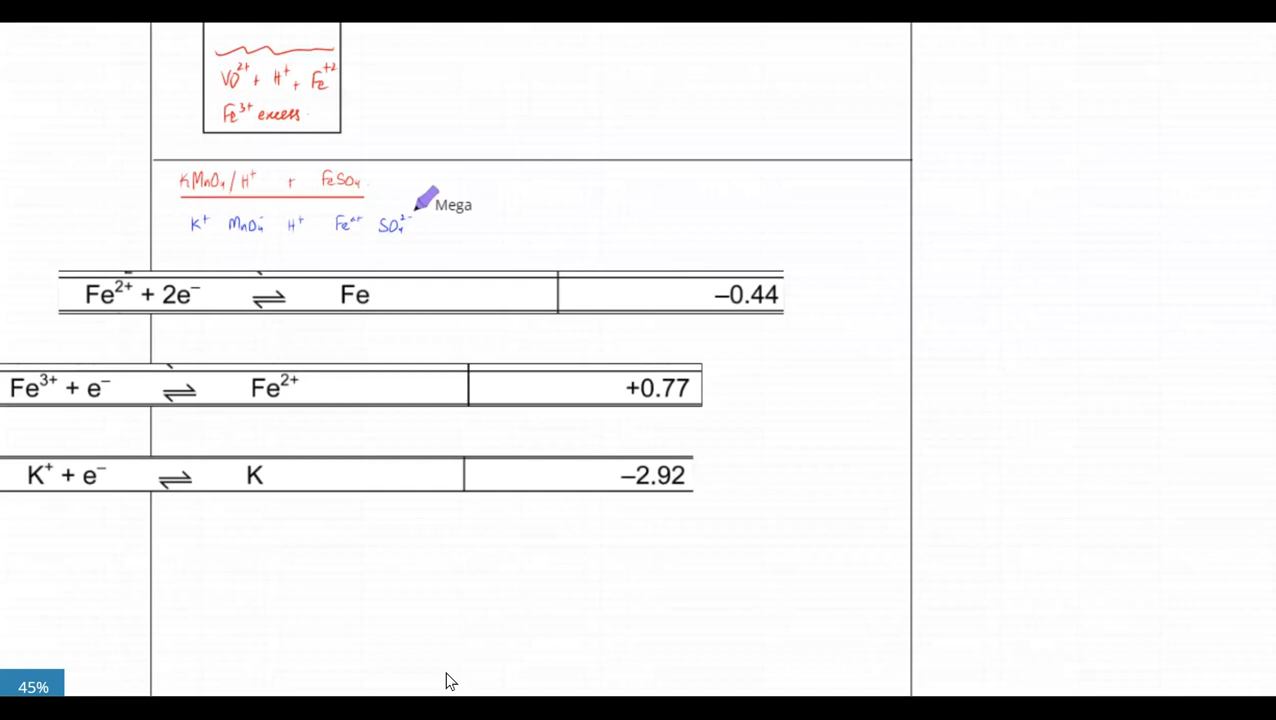 VO²⁺ + H⁺ + Fe⁺²
Fe³⁺ excess
KMnO₄/H⁺ + FeSO₄
Mega
K⁺ MnO₄⁻ H⁺ Fe²⁺ SO₄²⁻
Fe²⁺ + 2e⁻ ⇌ Fe –0.44
Fe³⁺ + e⁻ ⇌ Fe²⁺ +0.77
K⁺ + e⁻ ⇌ K –2.92
45%